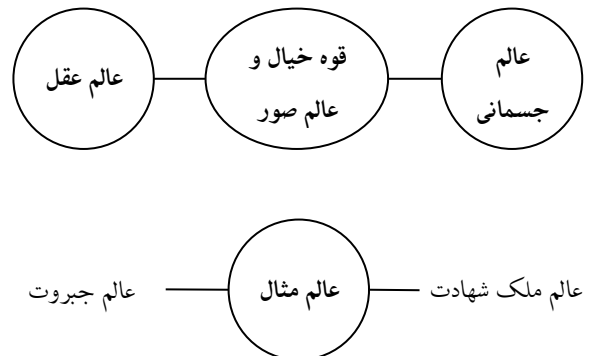 عالم
جسمانی
قوه خیال و
عالم صور
عالم عقل
عالم ملک شهادت
عالم مثال
عالم جبروت